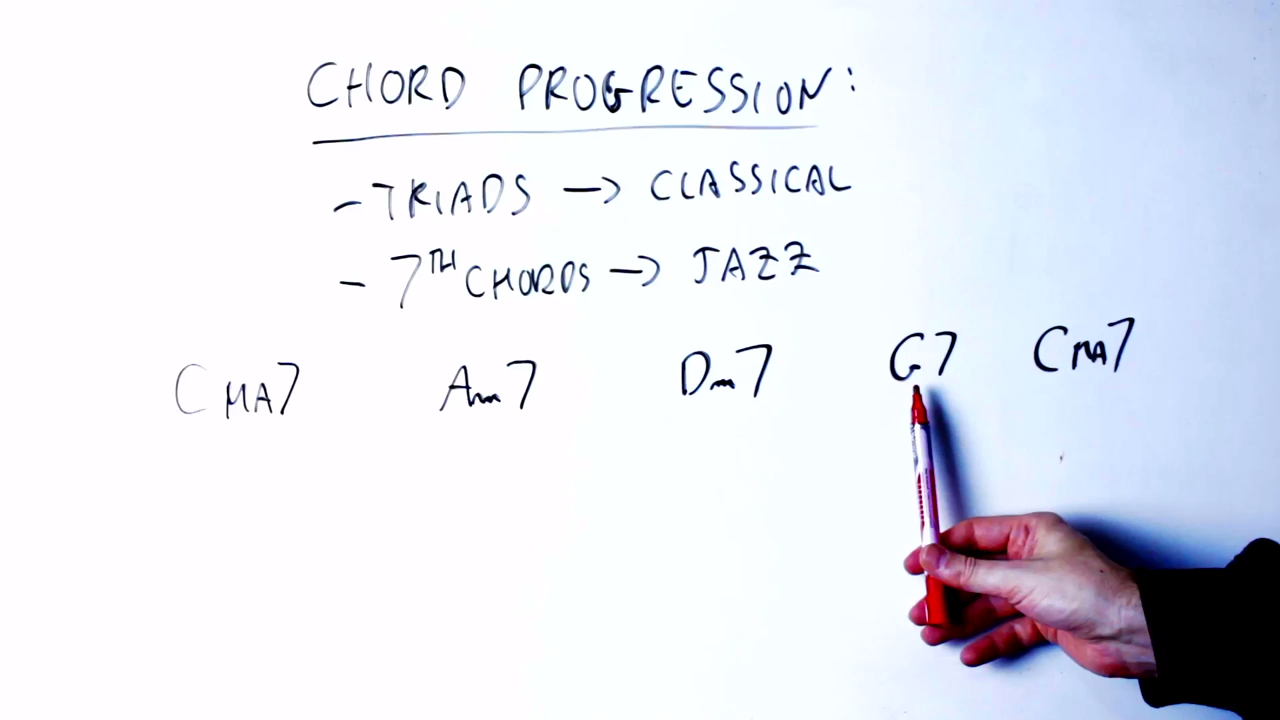 CHORD PROGRESSION:
- TRIADS → CLASSICAL
- 7TH CHORDS → JAZZ
CMA7 Am7 Dm7 G7 CMA7